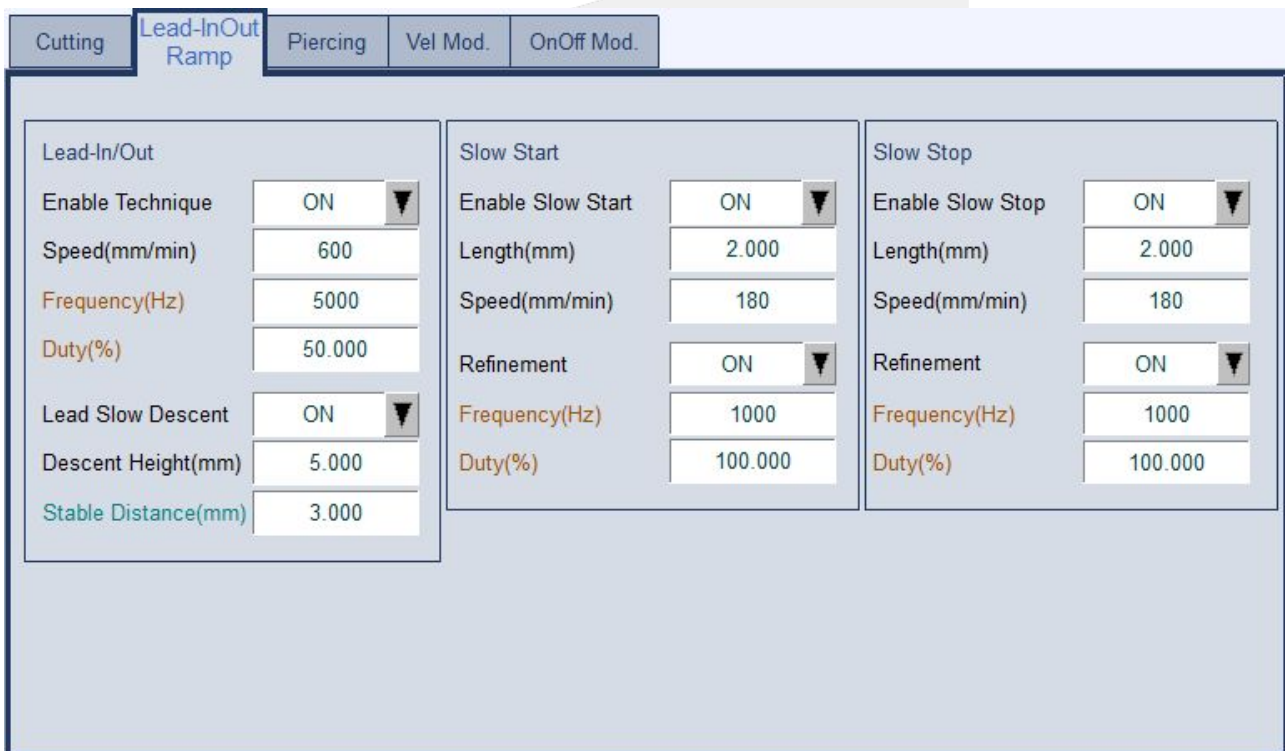 Cutting
Lead-InOut
Ramp
Piercing
Vel Mod.
OnOff Mod.
Lead-In/Out
Enable Technique ON
Speed(mm/min) 600
Frequency(Hz) 5000
Duty(%) 50.000
Lead Slow Descent ON
Descent Height(mm) 5.000
Stable Distance(mm) 3.000
Slow Start
Enable Slow Start ON
Length(mm) 2.000
Speed(mm/min) 180
Refinement ON
Frequency(Hz) 1000
Duty(%) 100.000
Slow Stop
Enable Slow Stop ON
Length(mm) 2.000
Speed(mm/min) 180
Refinement ON
Frequency(Hz) 1000
Duty(%) 100.000